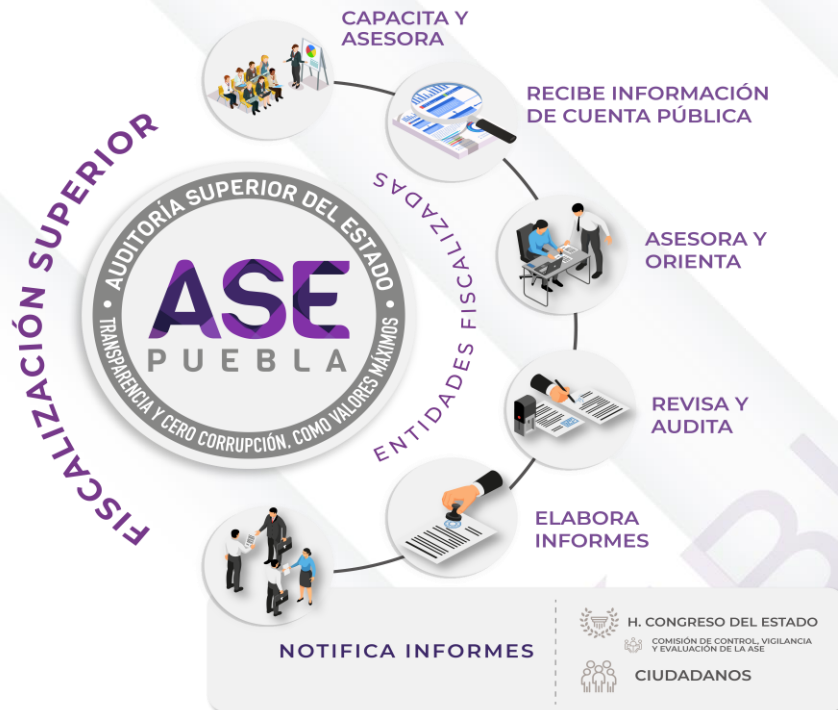 CAPACITA Y
ASESORA
RECIBE INFORMACIÓN
DE CUENTA PÚBLICA
ASESORA Y
ORIENTA
REVISA Y
AUDITA
ELABORA
INFORMES
FISCALIZACIÓN SUPERIOR
AUDITORÍA SUPERIOR DEL ESTADO
ASE
PUEBLA
TRANSPARENCIA Y CERO CORRUPCIÓN, COMO VALORES MÁXIMOS
ENTIDADES FISCALIZADAS
NOTIFICA INFORMES
H. CONGRESO DEL ESTADO
COMISIÓN DE CONTROL, VIGILANCIA
Y EVALUACIÓN DE LA ASE
CIUDADANOS